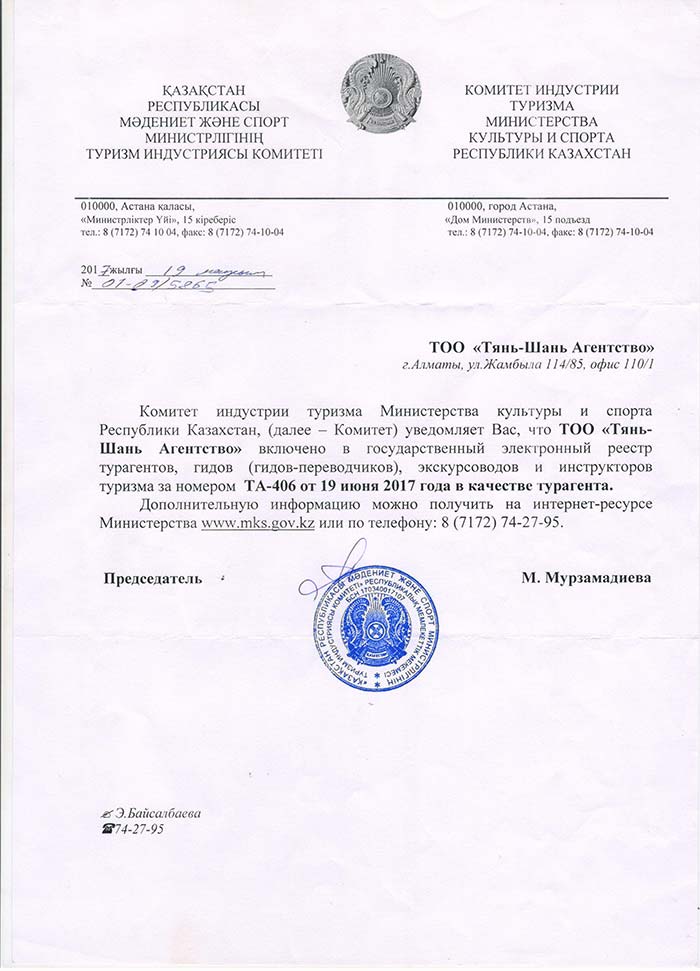 ҚАЗАҚСТАН
РЕСПУБЛИКАСЫ
МӘДЕНИЕТ ЖӘНЕ СПОРТ
МИНИСТРЛІГІНІҢ
ТУРИЗМ ИНДУСТРИЯСЫ КОМИТЕТІ
КОМИТЕТ ИНДУСТРИИ
ТУРИЗМА
МИНИСТЕРСТВА
КУЛЬТУРЫ И СПОРТА
РЕСПУБЛИКИ КАЗАХСТАН
010000, Астана қаласы,
«Министрліктер Үйі», 15 кіреберіс
тел.: 8 (7172) 74 10 04, факс: 8 (7172) 74-10-04
010000, город Астана,
«Дом Министерств», 15 подъезд
тел.: 8 (7172) 74-10-04, факс: 8 (7172) 74-10-04
2017жылғы 19 маусым
№ 01-09/5865
ТОО «Тянь-Шань Агентство»
г.Алматы, ул.Жамбыла 114/85, офис 110/1
Комитет индустрии туризма Министерства культуры и спорта
Республики Казахстан, (далее – Комитет) уведомляет Вас, что ТОО «Тянь-
Шань Агентство» включено в государственный электронный реестр
турагентов, гидов (гидов-переводчиков), экскурсоводов и инструкторов
туризма за номером ТА-406 от 19 июня 2017 года в качестве турагента.
Дополнительную информацию можно получить на интернет-ресурсе
Министерства www.mks.gov.kz или по телефону: 8 (7172) 74-27-95.
Председатель
М. Мурзамадиева
ҚАЗАҚСТАН РЕСПУБЛИКАСЫ МӘДЕНИЕТ ЖӘНЕ СПОРТ МИНИСТРЛІГІНІҢ
ТУРИЗМ ИНДУСТРИЯСЫ КОМИТЕТІ» РЕСПУБЛИКАЛЫҚ МЕМЛЕКЕТТІК МЕКЕМЕСІ
БСН 170340017107
Э.Байсалбаева
74-27-95